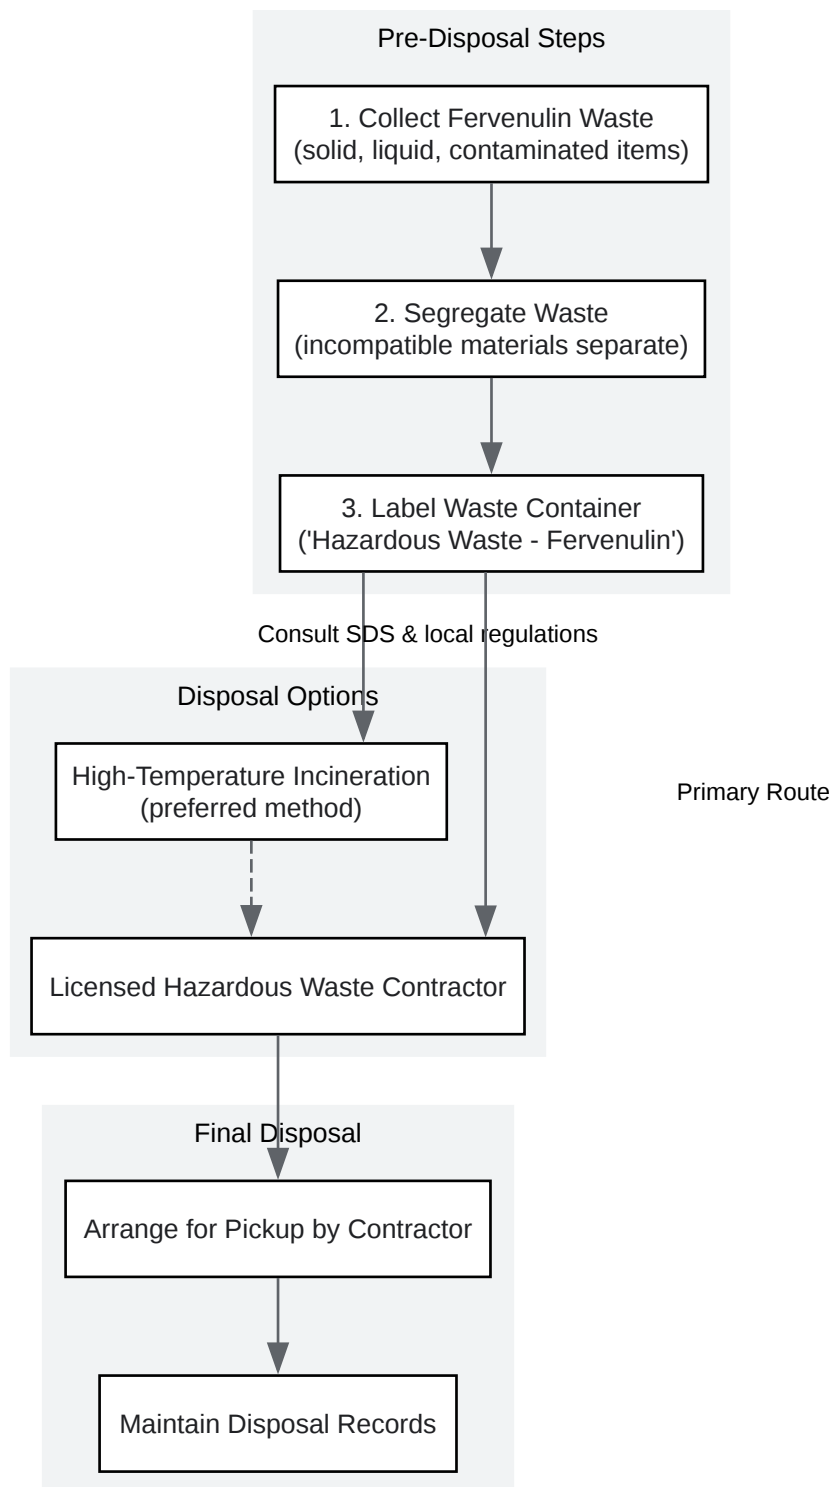 Pre-Disposal Steps
1. Collect Fervenulin Waste
(solid, liquid, contaminated items)
2. Segregate Waste
(incompatible materials separate)
3. Label Waste Container
('Hazardous Waste - Fervenulin')
Consult SDS & local regulations
Disposal Options
High-Temperature Incineration
(preferred method)
Primary Route
Licensed Hazardous Waste Contractor
Final Disposal
Arrange for Pickup by Contractor
Maintain Disposal Records